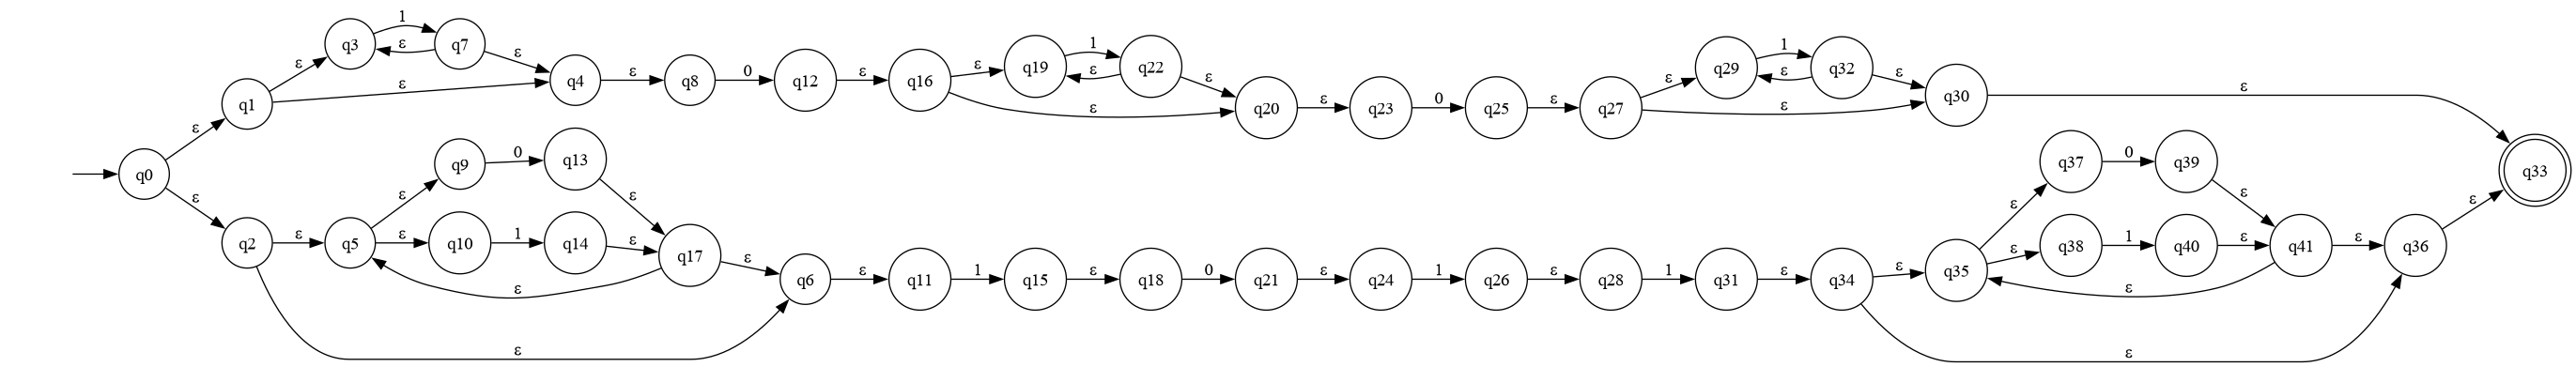 q0
ε
q1
ε
q3
1
q7
ε
ε
ε
q4
ε
q8
0
q12
ε
q16
ε
q19
1
q22
ε
ε
ε
q20
ε
q23
0
q25
ε
q27
ε
q29
1
q32
ε
ε
ε
q30
ε
q33
ε
q2
ε
q5
ε
q9
0
q13
ε
ε
q10
1
q14
ε
q17
ε
ε
ε
q6
ε
q11
1
q15
ε
q18
0
q21
ε
q24
1
q26
ε
q28
1
q31
ε
q34
ε
q35
ε
q37
0
q39
ε
ε
q38
1
q40
ε
q41
ε
ε
ε
q36
ε